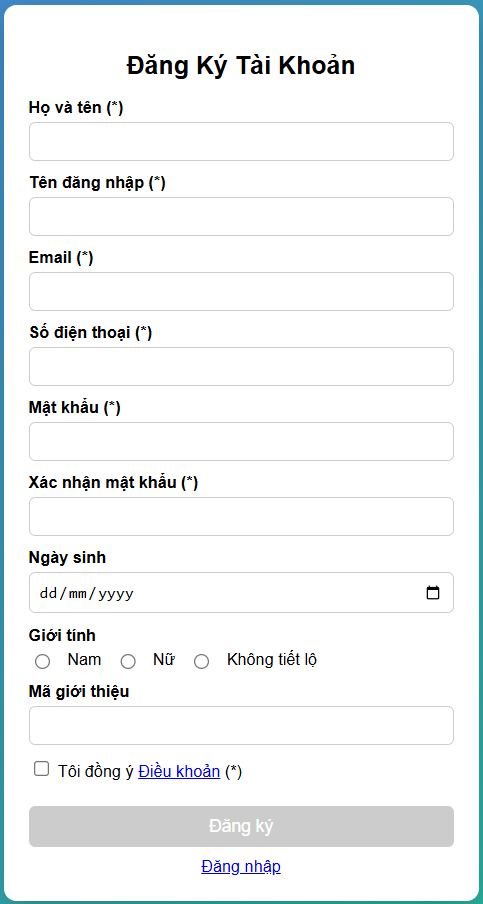 Đăng Ký Tài Khoản
Họ và tên (*)
Tên đăng nhập (*)
Email (*)
Số điện thoại (*)
Mật khẩu (*)
Xác nhận mật khẩu (*)
Ngày sinh
dd/mm/yyyy
Giới tính
Nam Nữ Không tiết lộ
Mã giới thiệu
Tôi đồng ý Điều khoản (*)
Đăng ký
Đăng nhập